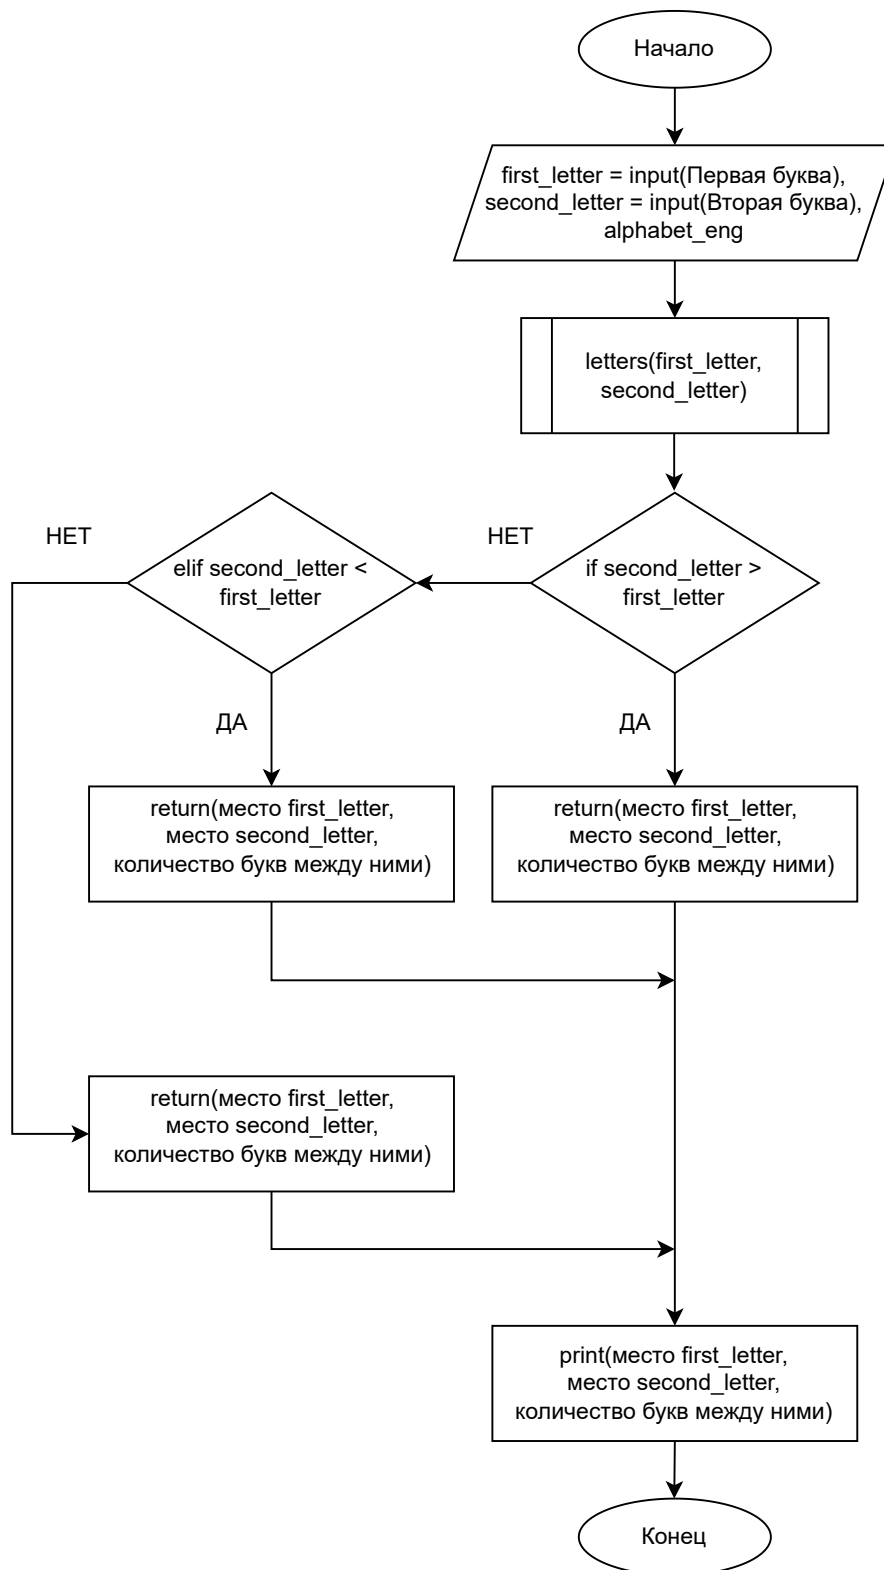 Начало
first_letter = input(Первая буква),
second_letter = input(Вторая буква),
alphabet_eng
letters(first_letter,
second_letter)
НЕТ
elif second_letter <
first_letter
НЕТ
if second_letter >
first_letter
ДА
ДА
return(место first_letter,
место second_letter,
количество букв между ними)
return(место first_letter,
место second_letter,
количество букв между ними)
return(место first_letter,
место second_letter,
количество букв между ними)
print(место first_letter,
место second_letter,
количество букв между ними)
Конец